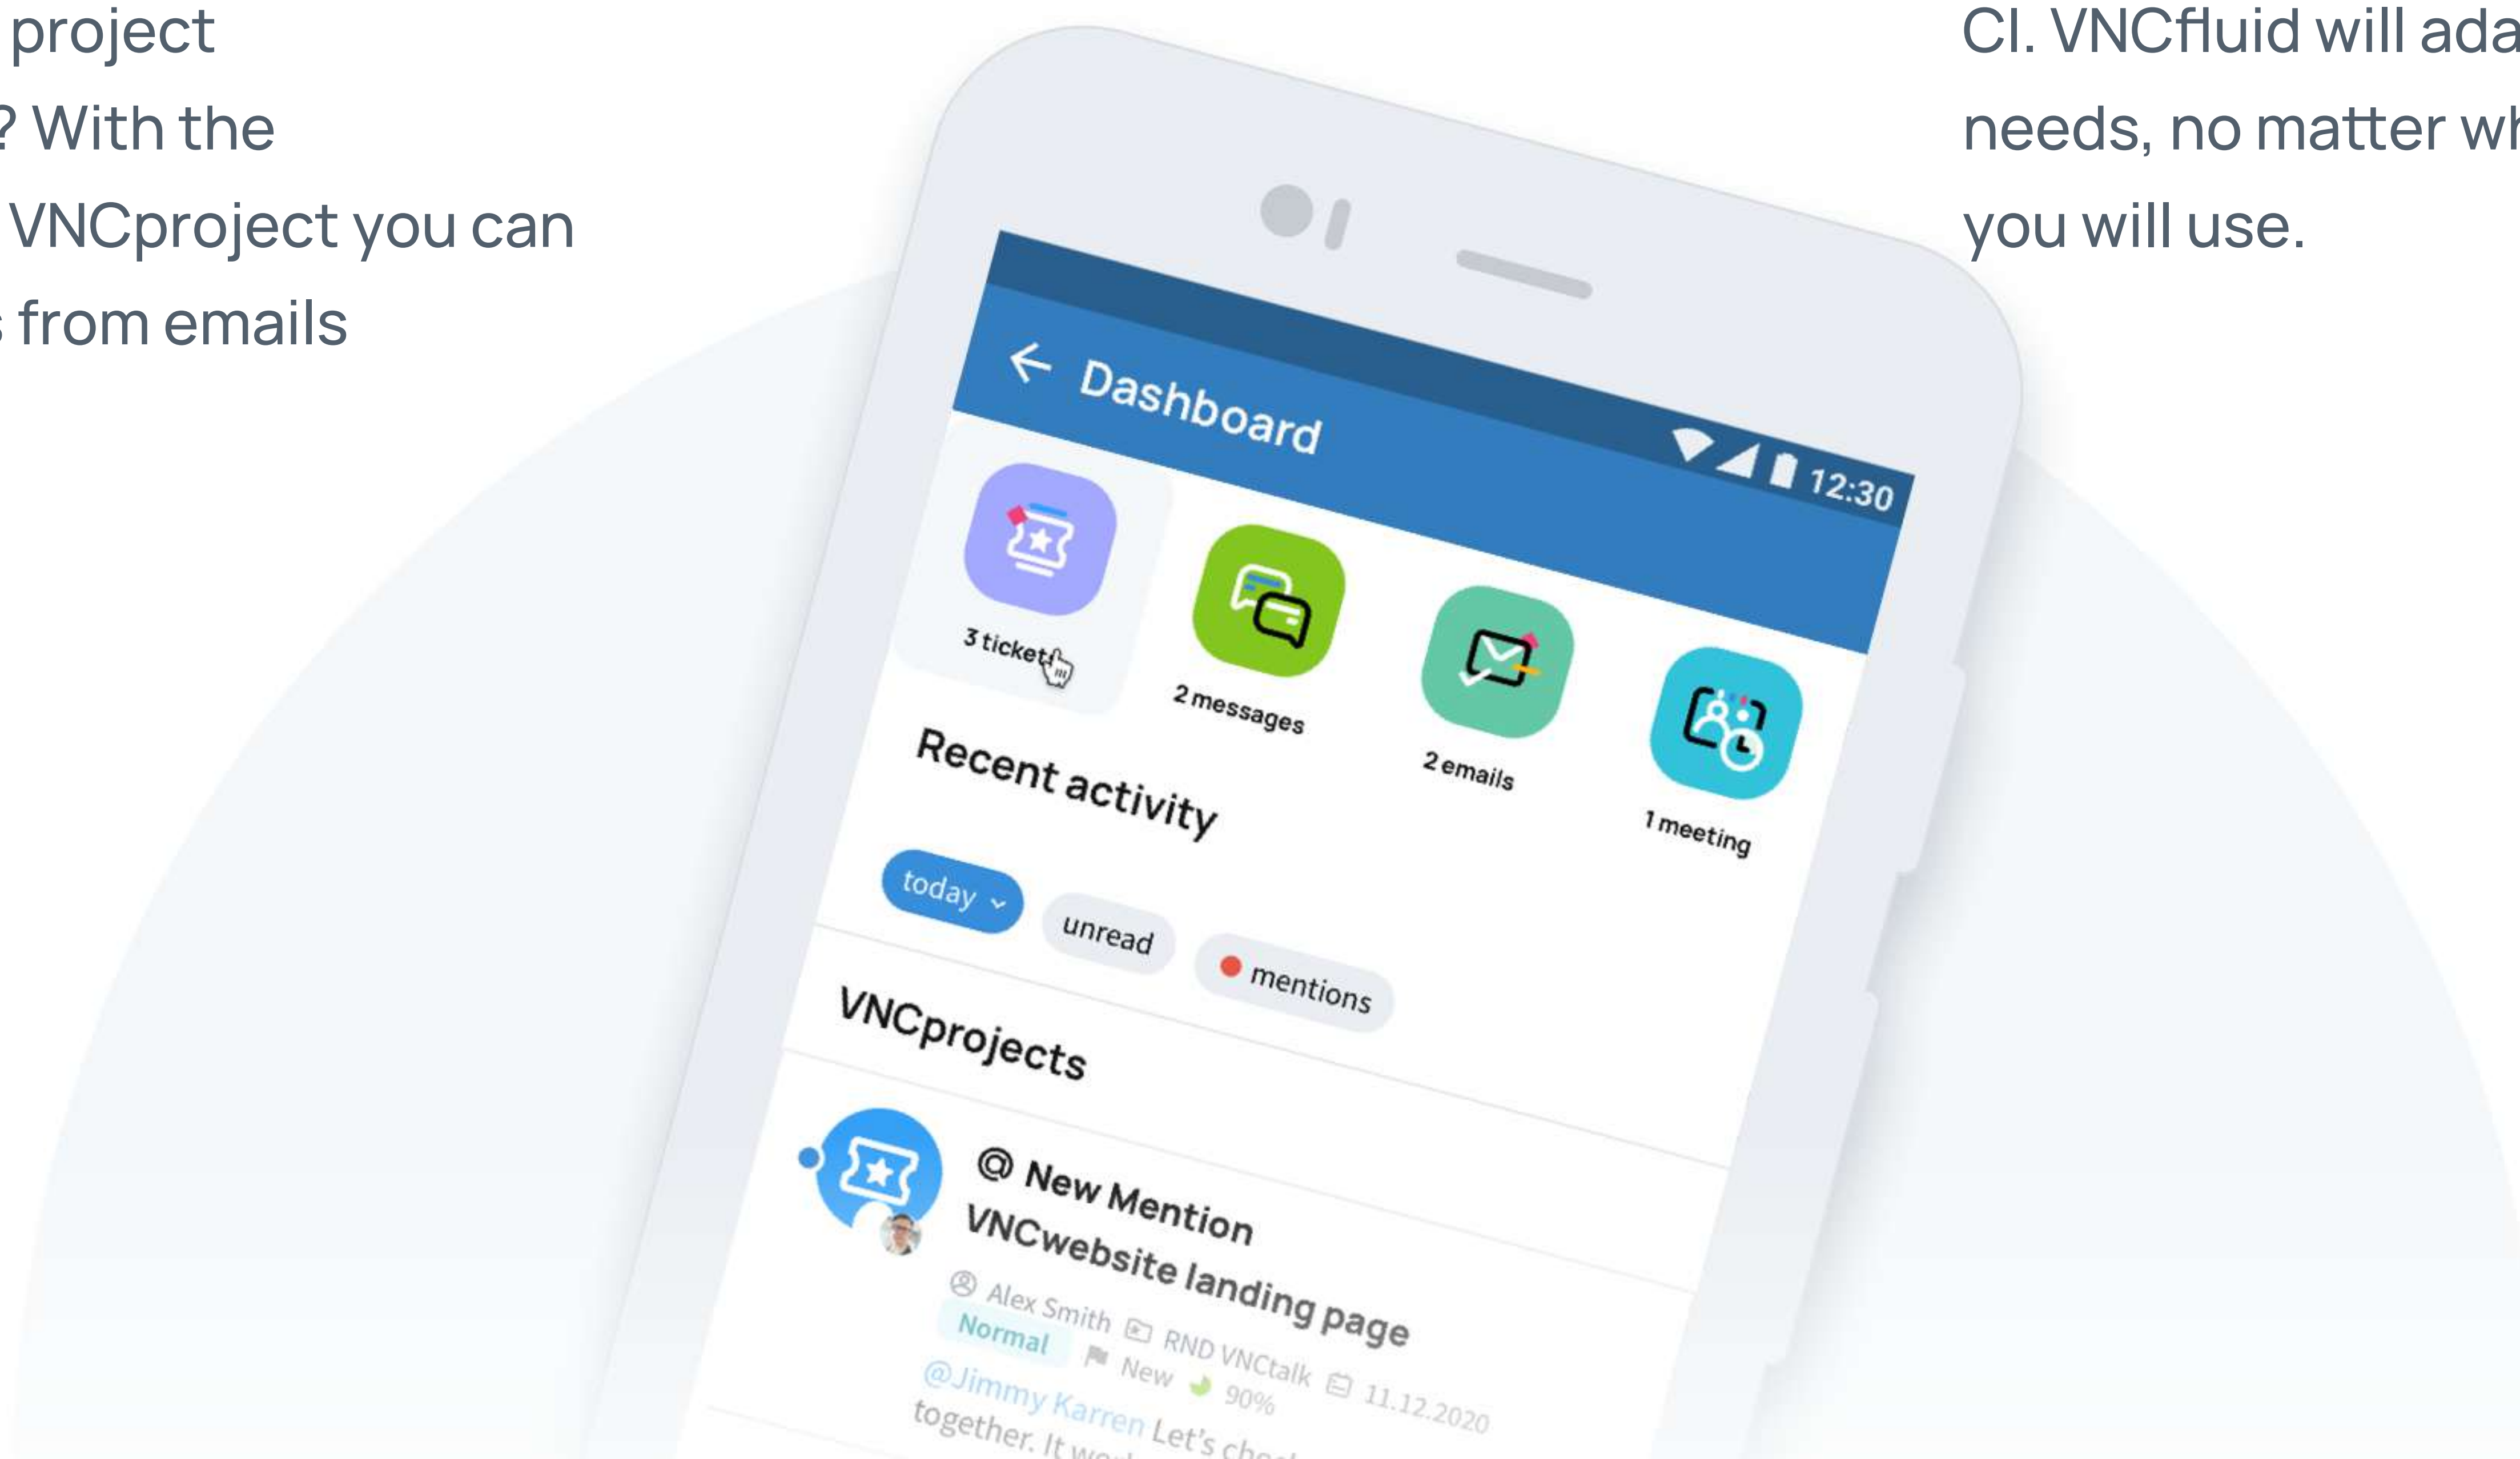 project
? With the
VNCproject you can
from emails
CI. VNCfluid will
needs, no matter
you will use.
12:30
Dashboard
3 tickets
2 messages
2 emails
1 meeting
Recent activity
today
unread
mentions
VNCprojects
@ New Mention
VNCwebsite landing page
Alex Smith RND VNCtalk 11.12.2020
Normal New 90%
@Jimmy Karren Let's
together. It